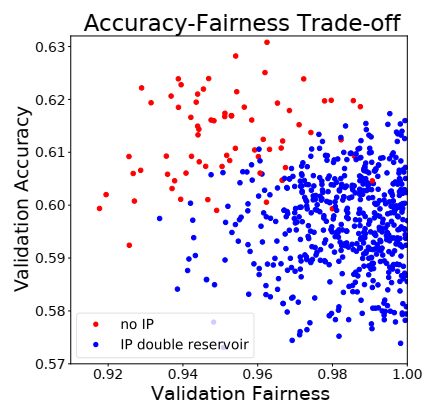 Accuracy-Fairness Trade-off
Validation Accuracy
0.63
0.62
0.61
0.60
0.59
0.58
0.57
no IP
IP double reservoir
0.92 0.94 0.96 0.98 1.00
Validation Fairness